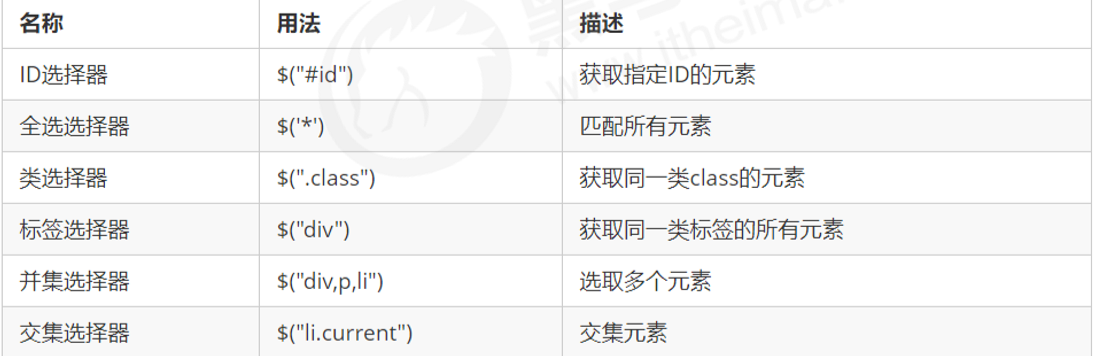 名称 用法 描述
ID选择器 $("#id") 获取指定ID的元素
全选选择器 $('*') 匹配所有元素
类选择器 $(".class") 获取同一类class的元素
标签选择器 $("div") 获取同一类标签的所有元素
并集选择器 $("div,p,li") 选取多个元素
交集选择器 $("li.current") 交集元素